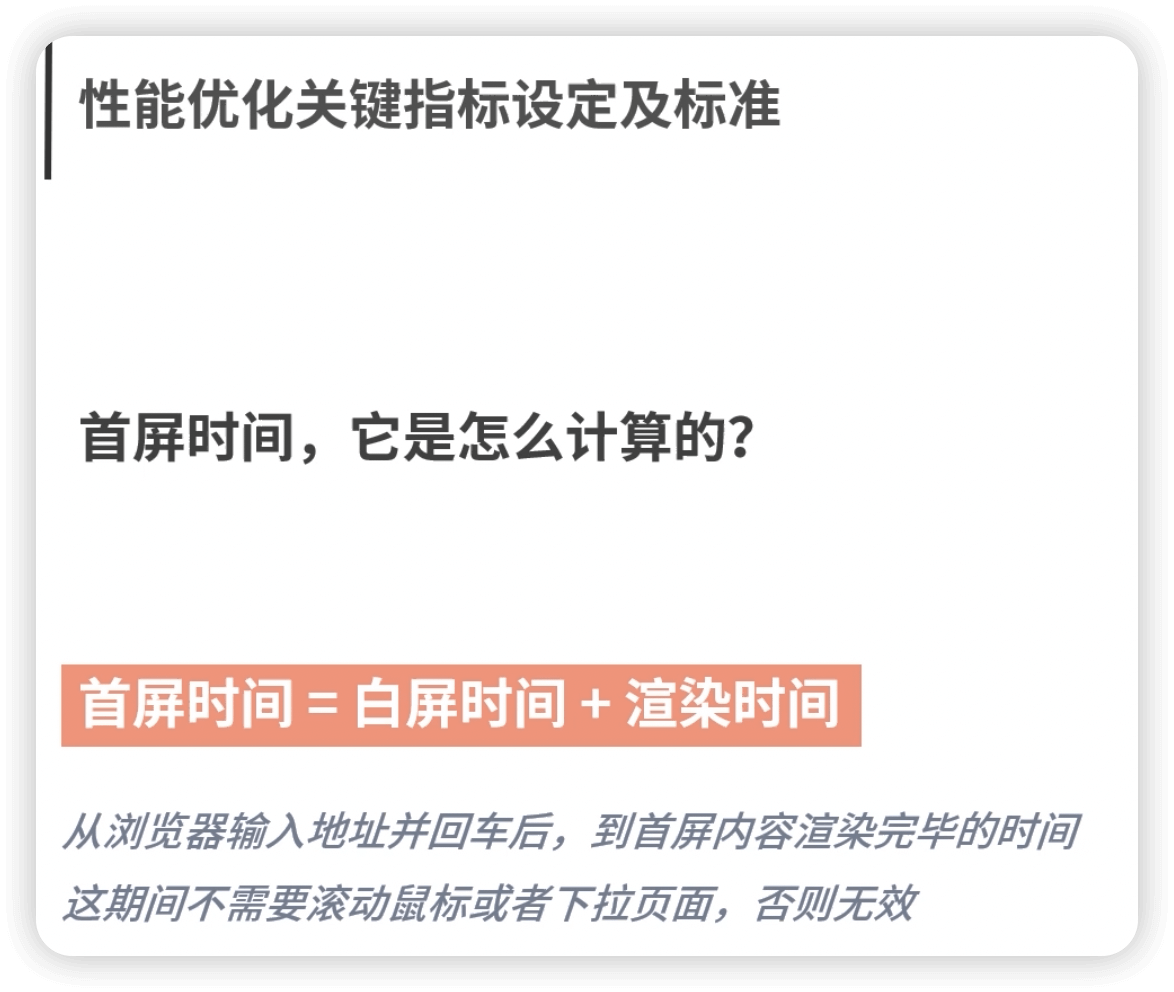 性能优化关键指标设定及标准
首屏时间，它是怎么计算的？
首屏时间 = 白屏时间 + 渲染时间
从浏览器输入地址并回车后，到首屏内容渲染完毕的时间
这期间不需要滚动鼠标或者下拉页面，否则无效